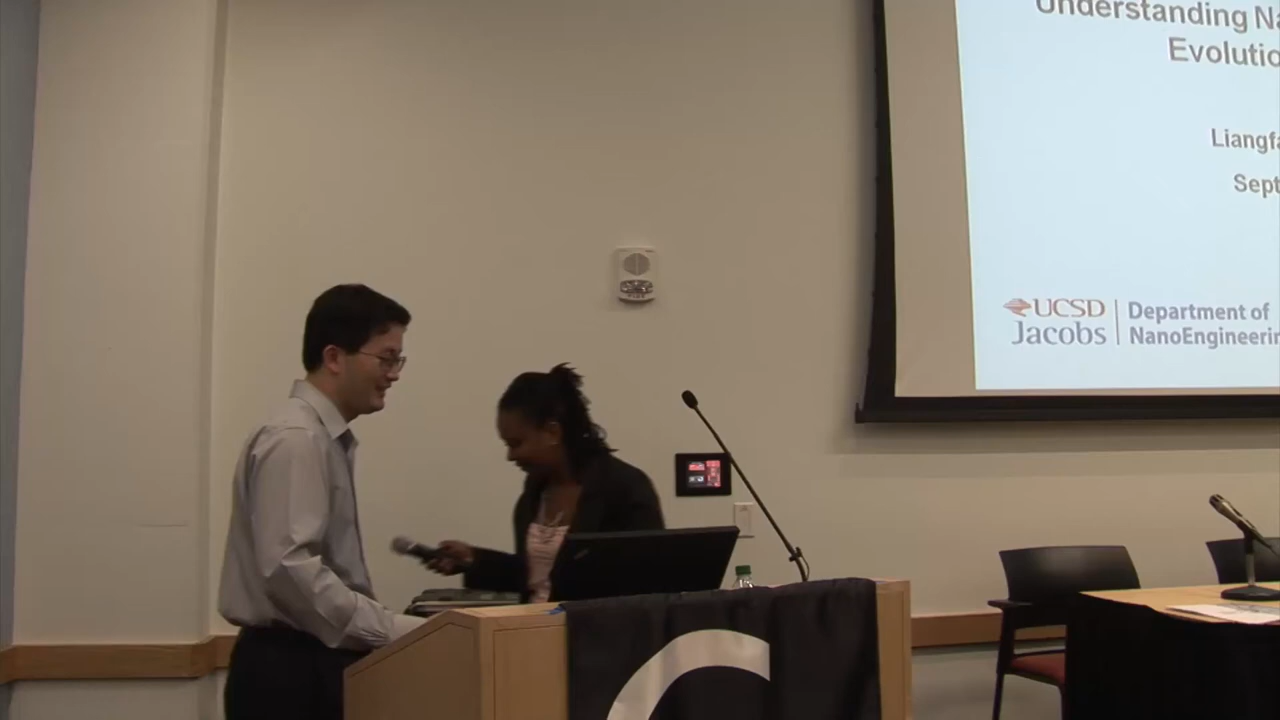 Understanding Na
Evolutio
Liangfa
Sept
UCSD
Jacobs
Department of
NanoEngineerin